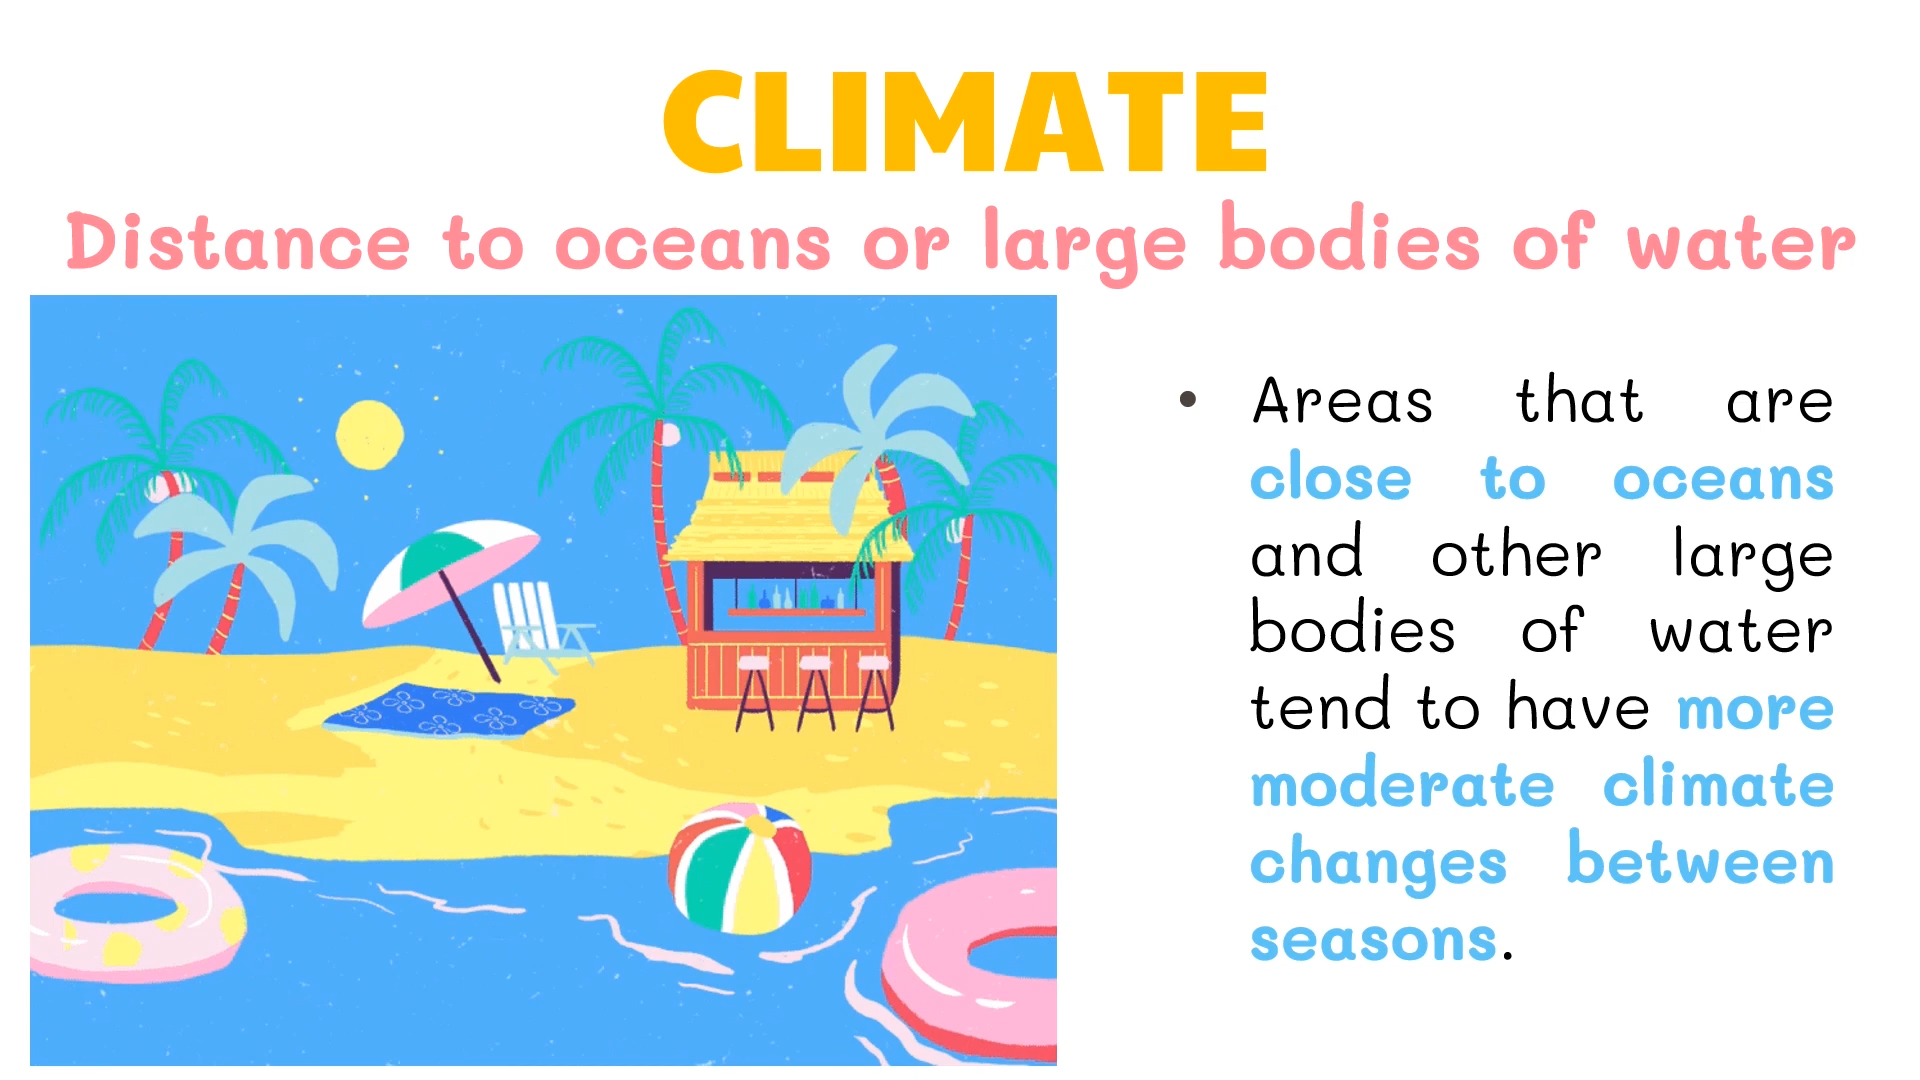 CLIMATE
Distance to oceans or large bodies of water
• Areas that are
close to oceans
and other large
bodies of water
tend to have more
moderate climate
changes between
seasons.